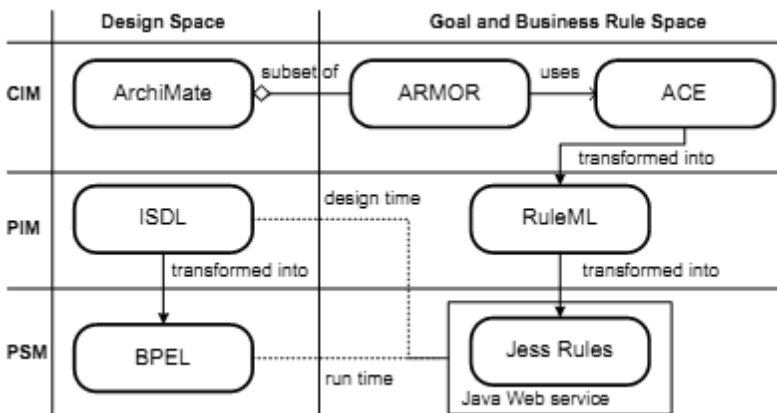 Design Space
Goal and Business Rule Space
CIM
ArchiMate
subset of
ARMOR
uses
ACE
transformed into
PIM
ISDL
design time
RuleML
transformed into
transformed into
PSM
BPEL
run time
Jess Rules
Java Web service